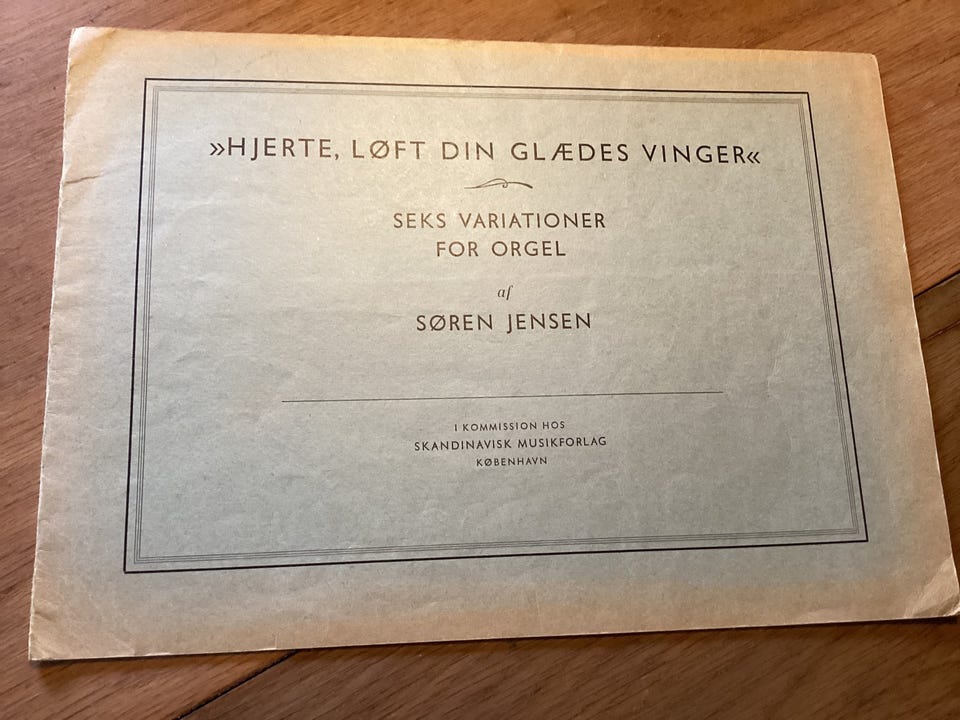 »HJERTE, LØFT DIN GLÆDES VINGER«
SEKS VARIATIONER
FOR ORGEL
af
SØREN JENSEN
I KOMMISSION HOS
SKANDINAVISK MUSIKFORLAG
KØBENHAVN